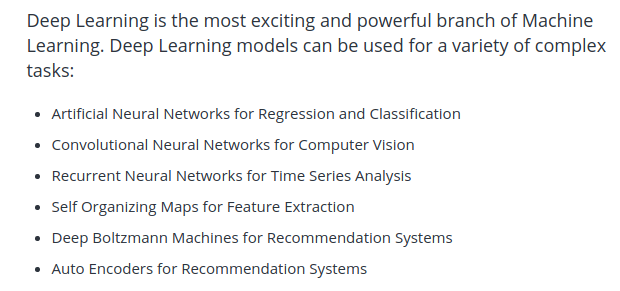 Deep Learning is the most exciting and powerful branch of Machine
Learning. Deep Learning models can be used for a variety of complex
tasks:
• Artificial Neural Networks for Regression and Classification
• Convolutional Neural Networks for Computer Vision
• Recurrent Neural Networks for Time Series Analysis
• Self Organizing Maps for Feature Extraction
• Deep Boltzmann Machines for Recommendation Systems
• Auto Encoders for Recommendation Systems